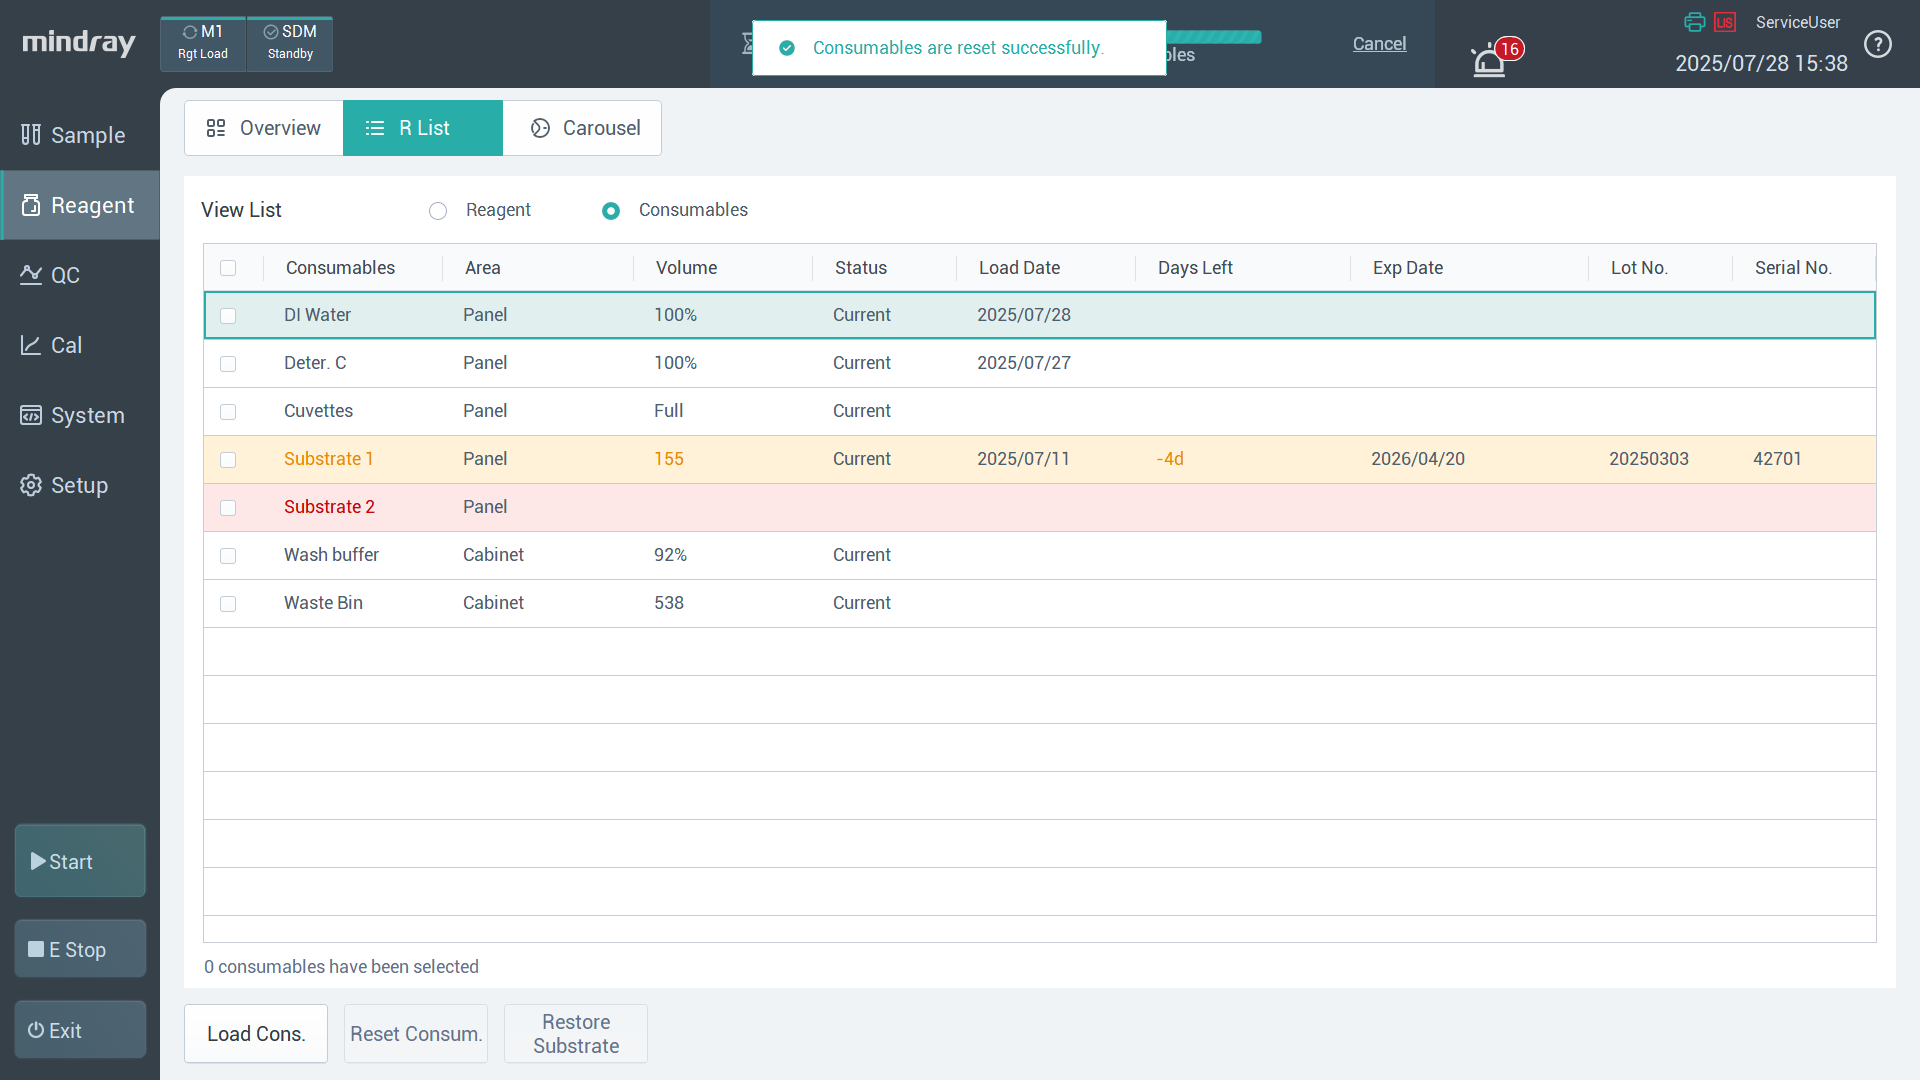 mindray
M1
Rgt Load
SDM
Standby
Consumables are reset successfully.
bles
Cancel
16
LIS
ServiceUser
2025/07/28 15:38
?
Sample
Reagent
QC
Cal
System
Setup
Start
E Stop
Exit
Overview
R List
Carousel
View List
Reagent
Consumables
Consumables Area Volume Status Load Date Days Left Exp Date Lot No. Serial No.
DI Water Panel 100% Current 2025/07/28
Deter. C Panel 100% Current 2025/07/27
Cuvettes Panel Full Current
Substrate 1 Panel 155 Current 2025/07/11 -4d 2026/04/20 20250303 42701
Substrate 2 Panel
Wash buffer Cabinet 92% Current
Waste Bin Cabinet 538 Current
0 consumables have been selected
Load Cons.
Reset Consum.
Restore
Substrate